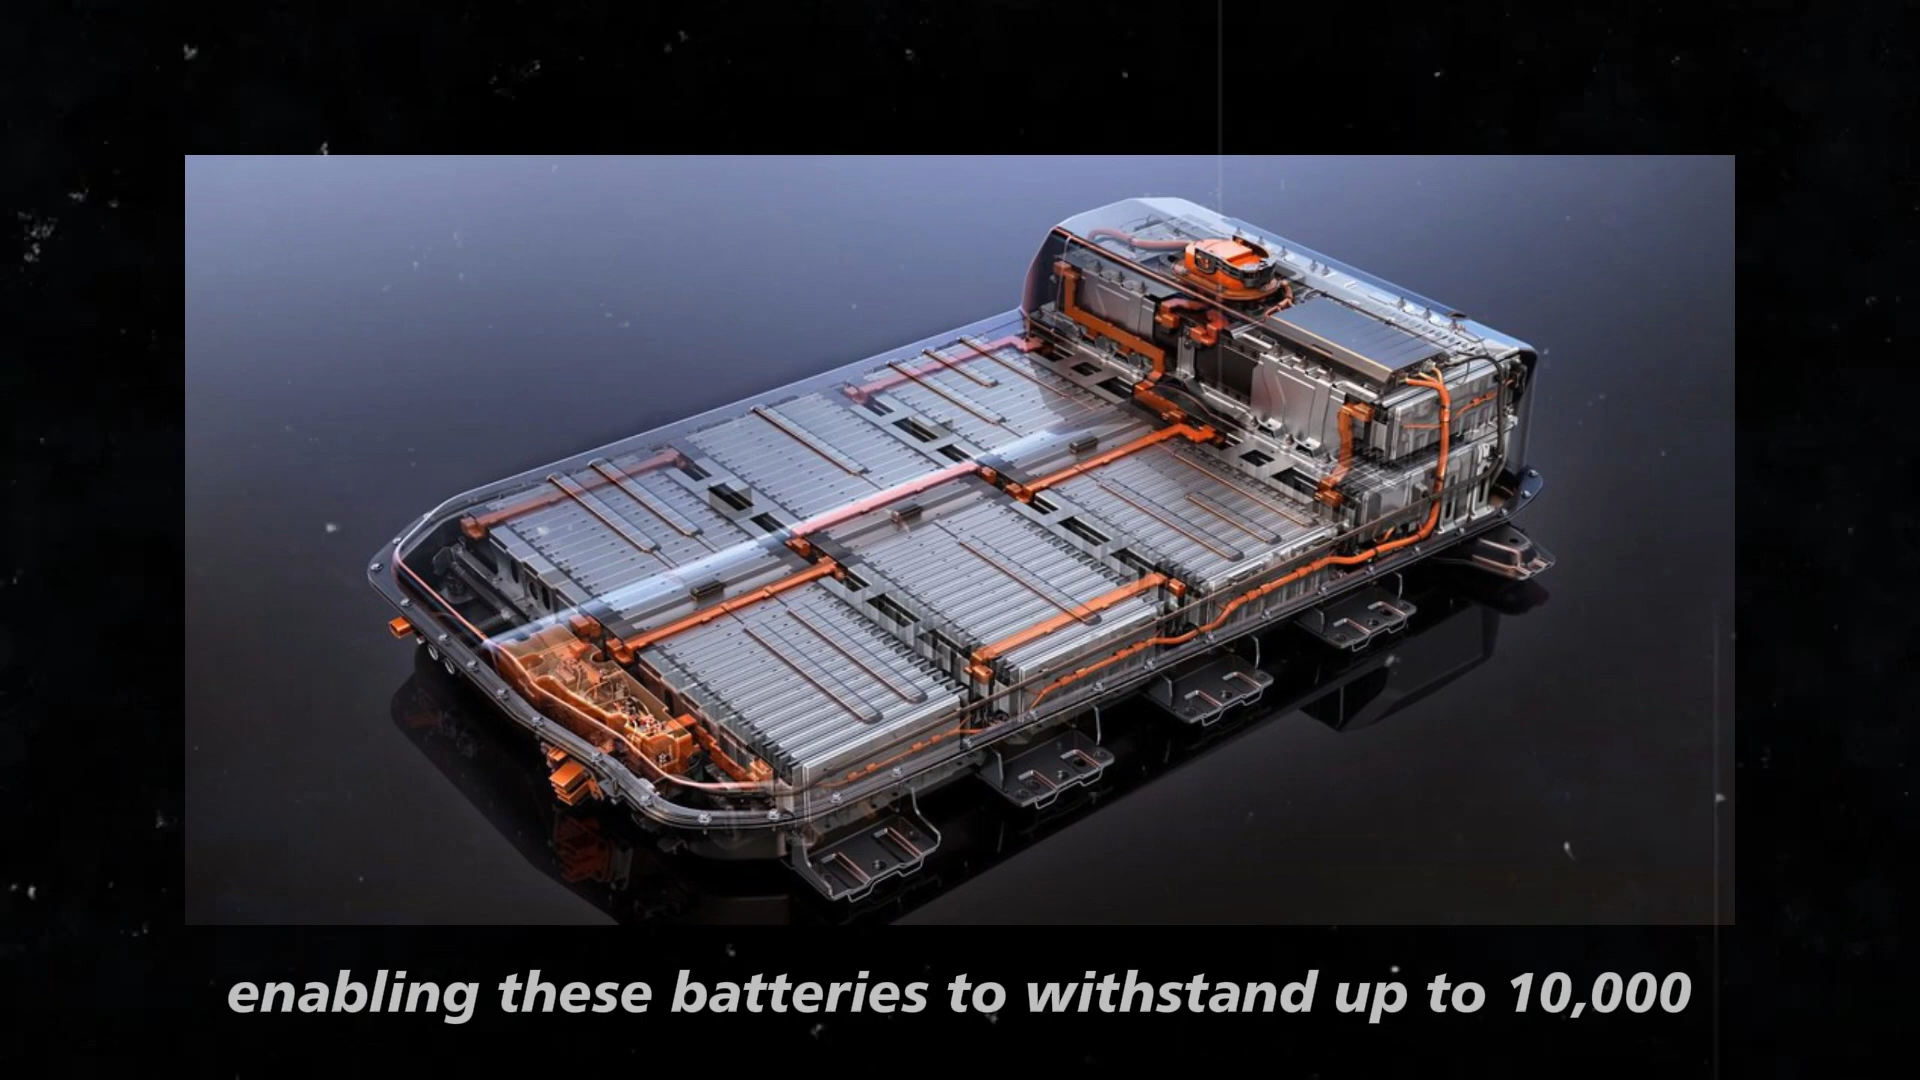 enabling these batteries to withstand up to 10,000